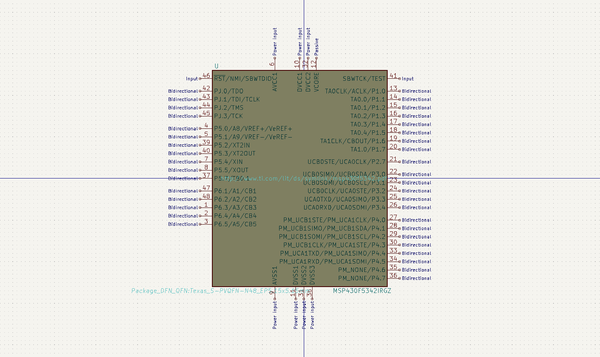 Power input
Power input
Power input
Passive
6
10
32
12
AVCC1
DVCC1
DVCC2
VCORE
U
Input 46 RST/NMI/SBWTDIO
SBWTCK/TEST 41 Input
Bidirectional 42 PJ.0/TDO
Bidirectional 43 PJ.1/TDI/TCLK
Bidirectional 44 PJ.2/TMS
Bidirectional 45 PJ.3/TCK
TA0CLK/ACLK/P1.0 13 Bidirectional
TA0.0/P1.1 14 Bidirectional
TA0.1/P1.2 15 Bidirectional
TA0.2/P1.3 16 Bidirectional
TA0.3/P1.4 17 Bidirectional
TA0.4/P1.5 18 Bidirectional
TA1CLK/CBOUT/P1.6 19 Bidirectional
TA1.0/P1.7 20 Bidirectional
Bidirectional 4 P5.0/A8/VREF+/VeREF+
Bidirectional 5 P5.1/A9/VREF-/VeREF-
Bidirectional 39 P5.2/XT2IN
Bidirectional 40 P5.3/XT2OUT
Bidirectional 7 P5.4/XIN
Bidirectional 8 P5.5/XOUT
Bidirectional 37
UCB0STE/UCA0CLK/P2.7 21 Bidirectional
UCB0SIMO/UCB0SDA/P3.0 22 Bidirectional
UCB0SOMI/UCB0SCL/P3.1 23 Bidirectional
UCB0CLK/UCA0STE/P3.2 24 Bidirectional
UCA0TXD/UCA0SIMO/P3.3 25 Bidirectional
UCA0RXD/UCA0SOMI/P3.4 26 Bidirectional
Bidirectional 47 P6.1/A1/CB1
Bidirectional 48 P6.2/A2/CB2
Bidirectional 1 P6.3/A3/CB3
Bidirectional 2 P6.4/A4/CB4
Bidirectional 3 P6.5/A5/CB5
PM_UCB1STE/PM_UCA1CLK/P4.0 27 Bidirectional
PM_UCB1SIMO/PM_UCB1SDA/P4.1 28 Bidirectional
PM_UCB1SOMI/PM_UCB1SCL/P4.2 29 Bidirectional
PM_UCB1CLK/PM_UCA1STE/P4.3 30 Bidirectional
PM_UCA1TXD/PM_UCA1SIMO/P4.4 33 Bidirectional
PM_UCA1RXD/PM_UCA1SOMI/P4.5 34 Bidirectional
PM_NONE/P4.6 35 Bidirectional
PM_NONE/P4.7 36 Bidirectional
AVSS1
DVSS1
DVSS2
DVSS3
MSP430F5342IRGZ
9
Power input
Power input
Power input
Power input